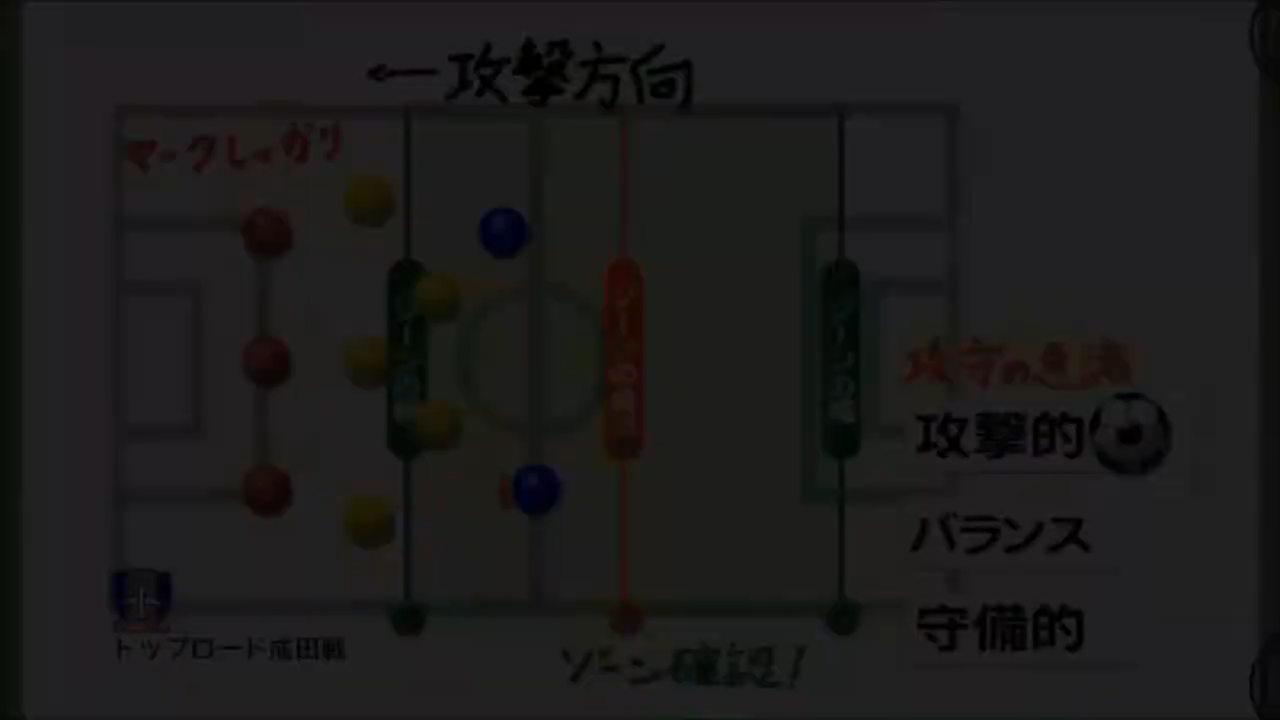 ←攻撃方向
マークしっかり
攻守の意識
攻撃的
バランス
守備的
トップロード成田戦
ゾーン確認!